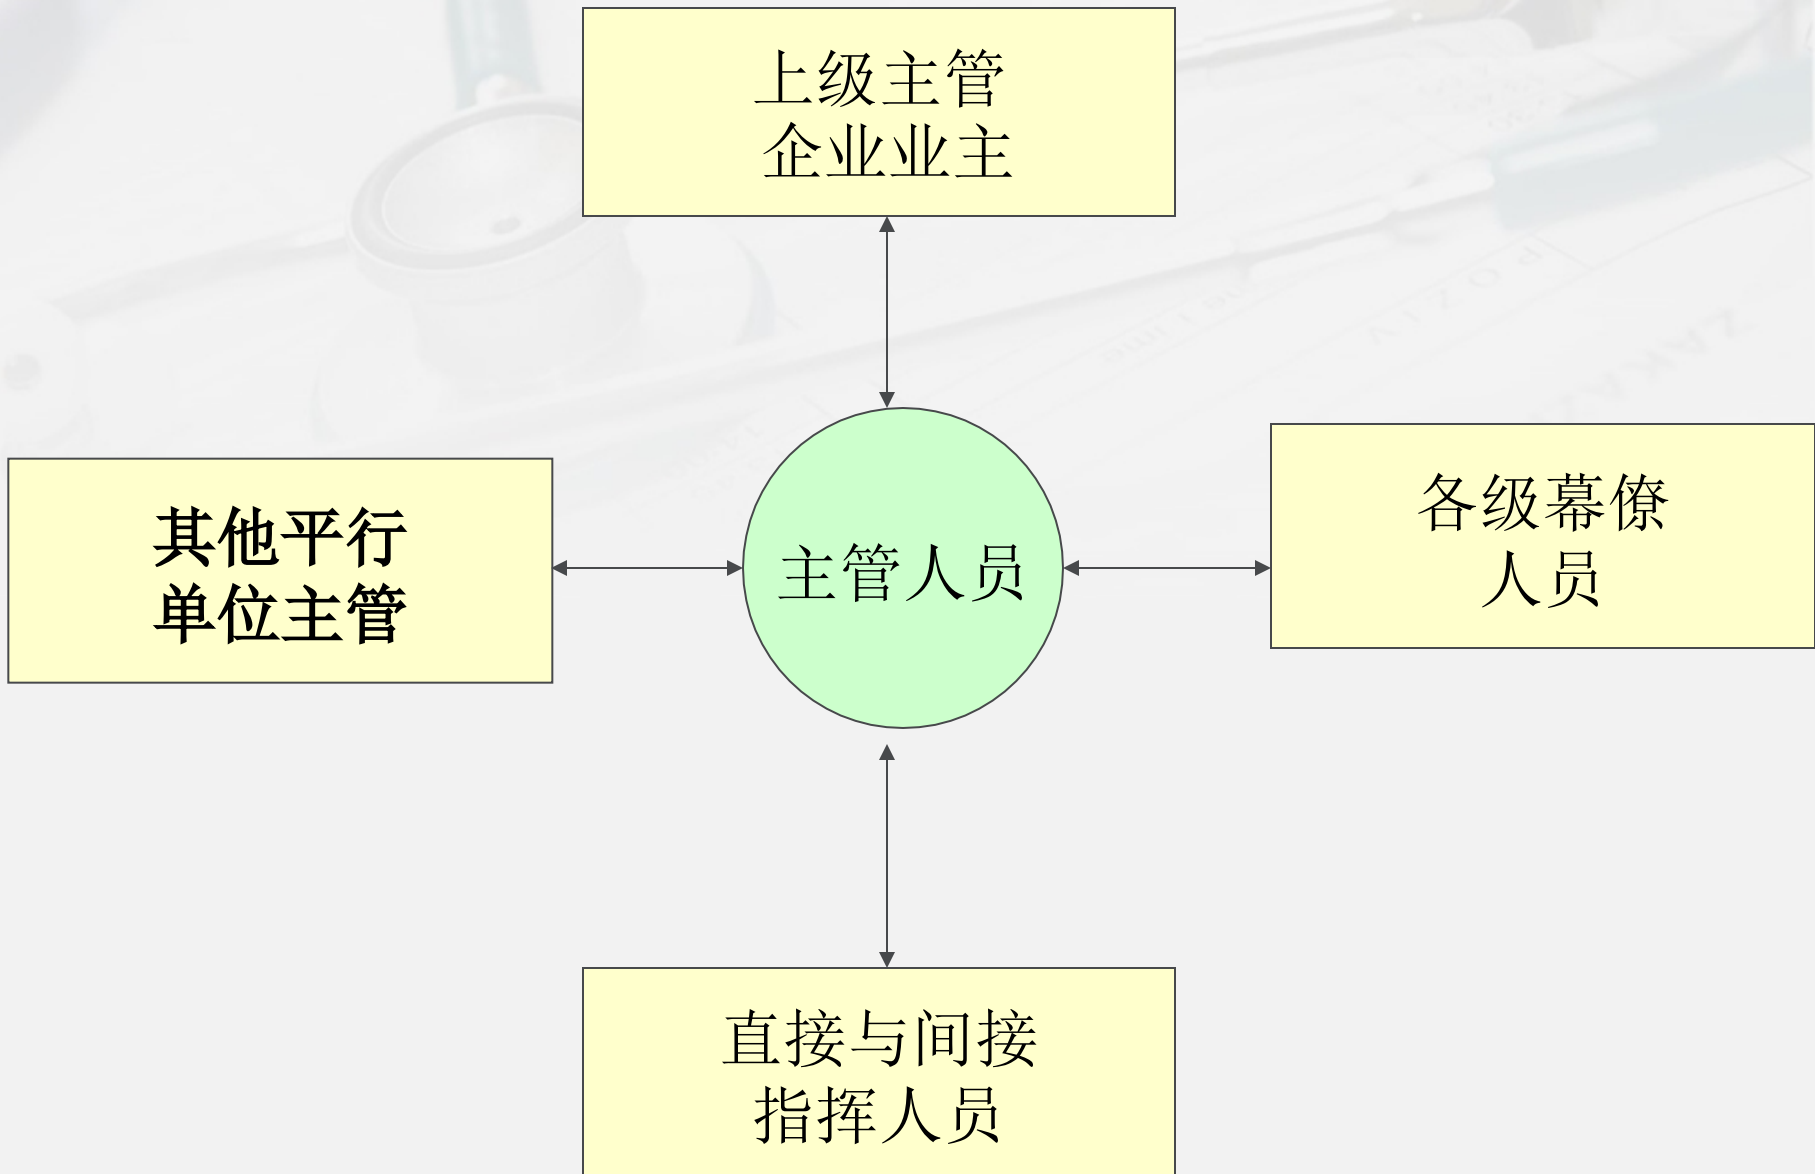 上级主管
企业业主
其他平行
单位主管
主管人员
各级幕僚
人员
直接与间接
指挥人员